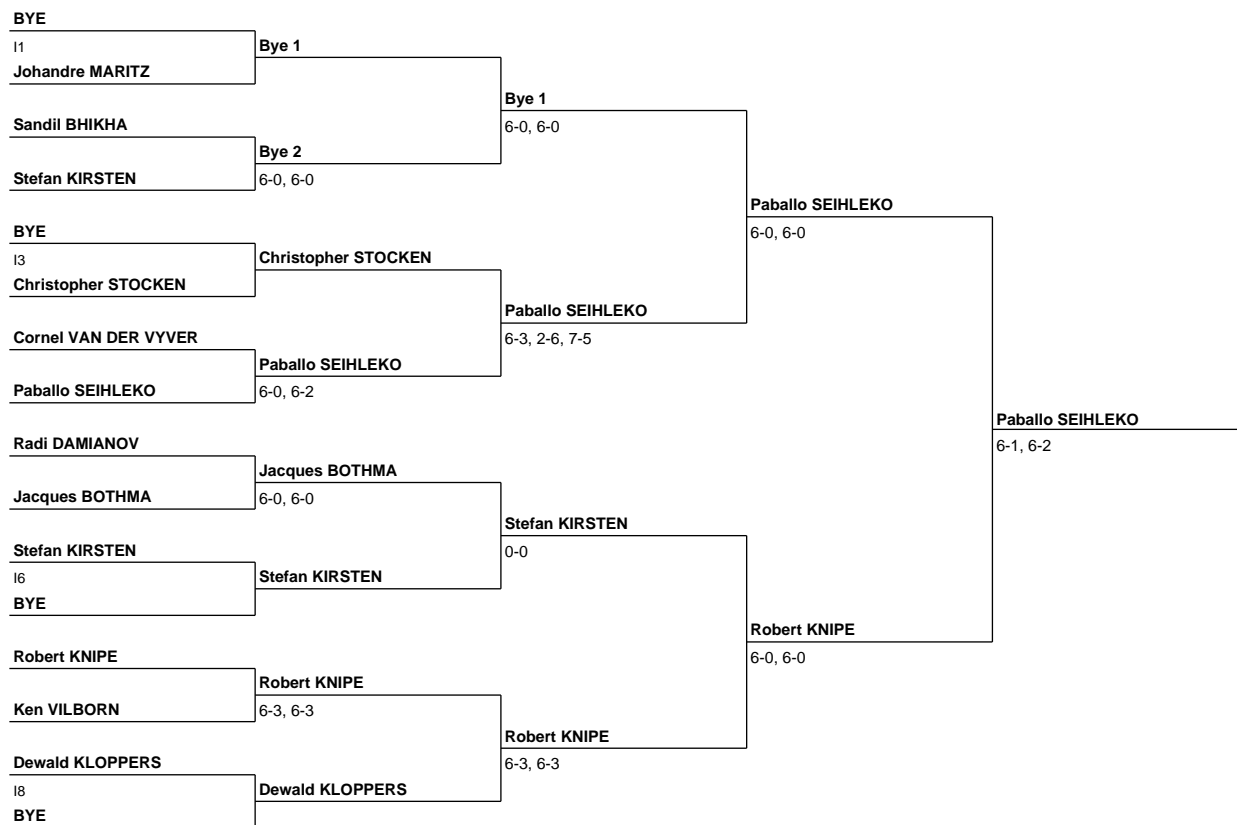 BYE
I1
Johandre MARITZ
Sandil BHIKHA
Stefan KIRSTEN
BYE
I3
Christopher STOCKEN
Cornel VAN DER VYVER
Paballo SEIHLEKO
Radi DAMIANOV
Jacques BOTHMA
Stefan KIRSTEN
I6
BYE
Robert KNIPE
Ken VILBORN
Dewald KLOPPERS
I8
BYE
Bye 1
Bye 2
6-0, 6-0
Christopher STOCKEN
Paballo SEIHLEKO
6-0, 6-2
Jacques BOTHMA
6-0, 6-0
Stefan KIRSTEN
Robert KNIPE
6-3, 6-3
Dewald KLOPPERS
Bye 1
6-0, 6-0
Paballo SEIHLEKO
6-3, 2-6, 7-5
Stefan KIRSTEN
0-0
Robert KNIPE
6-3, 6-3
Paballo SEIHLEKO
6-0, 6-0
Robert KNIPE
6-0, 6-0
Paballo SEIHLEKO
6-1, 6-2